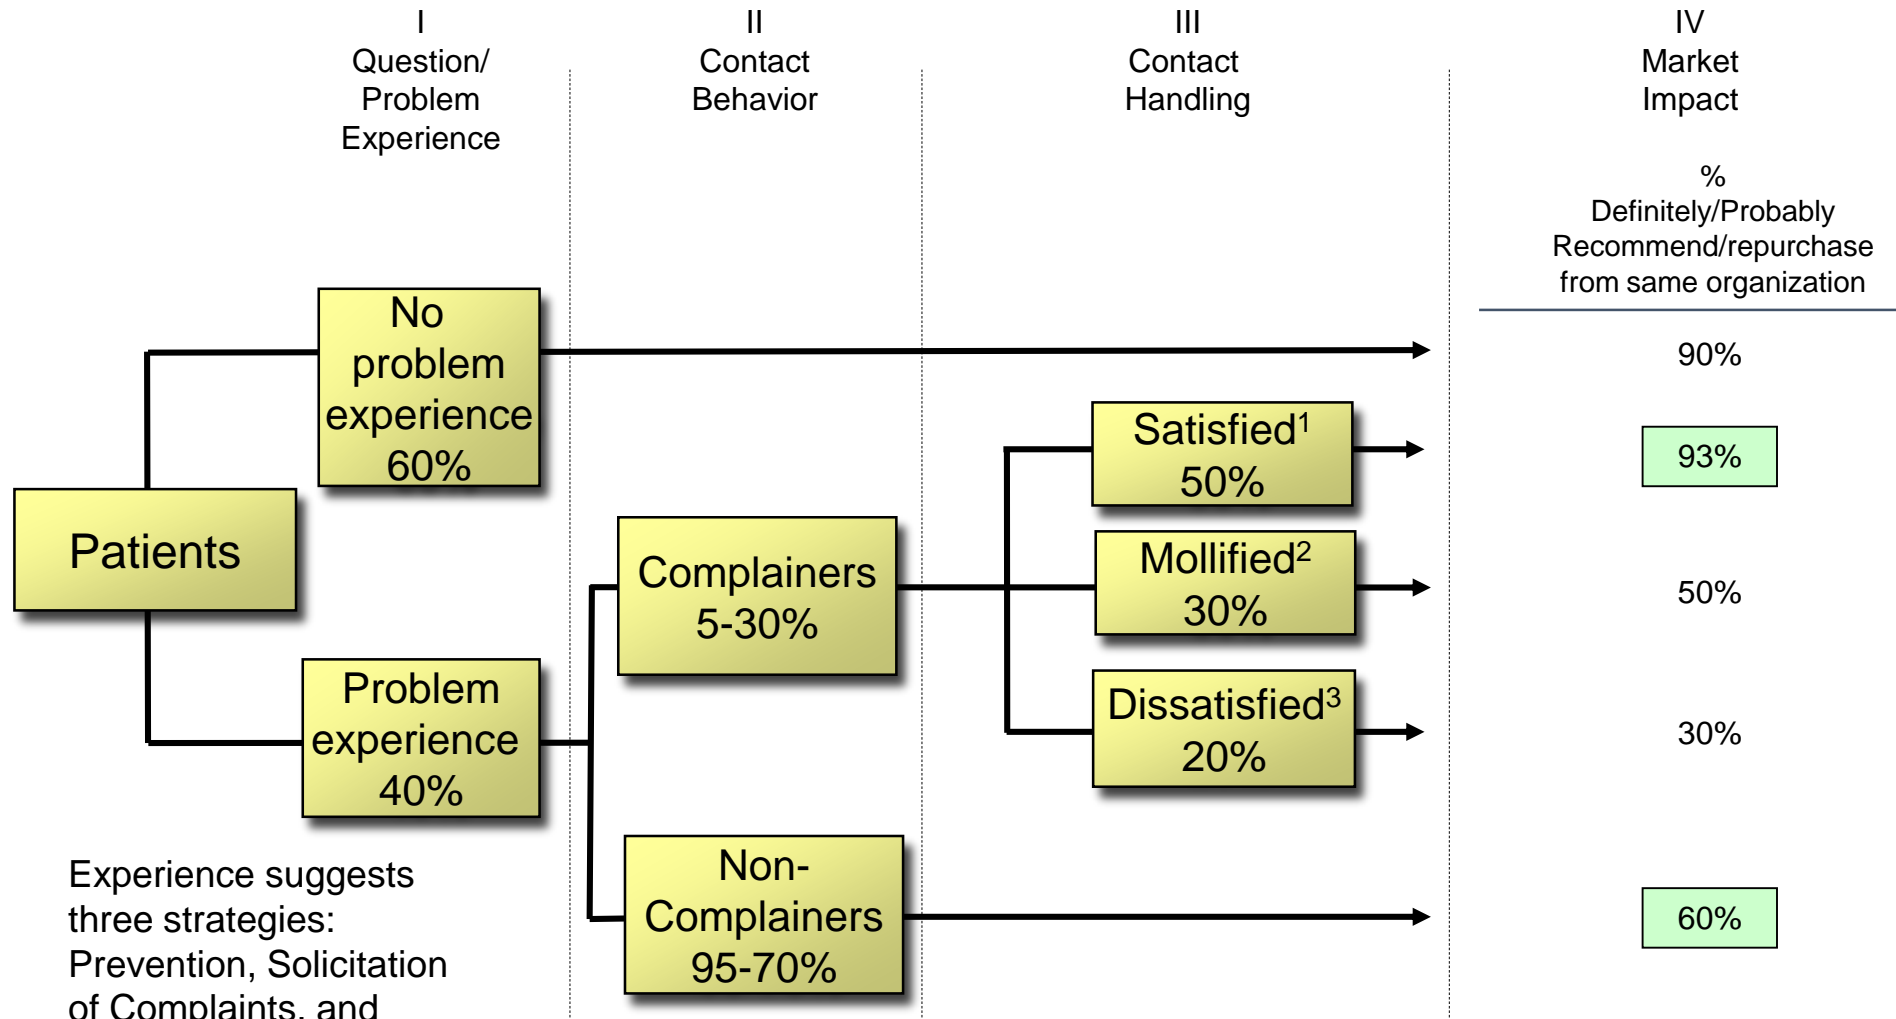 I
Question/
Problem
Experience
II
Contact
Behavior
III
Contact
Handling
IV
Market
Impact
%
Definitely/Probably
Recommend/repurchase
from same organization
No
problem
experience
60%
90%
Satisfied¹
50%
93%
Patients
Complainers
5-30%
Mollified²
30%
50%
Problem
experience
40%
Dissatisfied³
20%
30%
Non-
Complainers
95-70%
60%
Experience suggests
three strategies:
Prevention, Solicitation
of Complaints, and